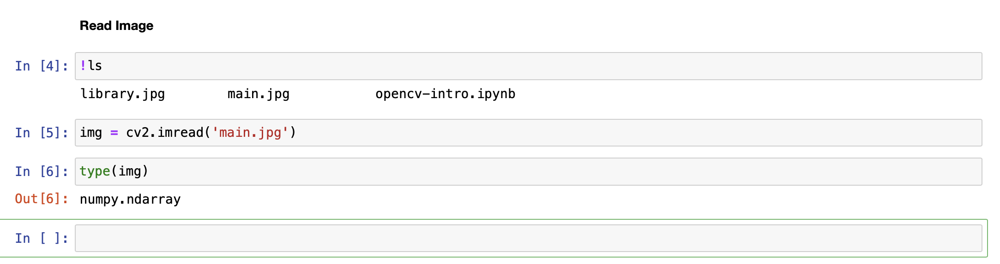 Read Image
In [4]: !ls
library.jpg main.jpg opencv-intro.ipynb
In [5]: img = cv2.imread('main.jpg')
In [6]: type(img)
Out[6]: numpy.ndarray
In [ ]: